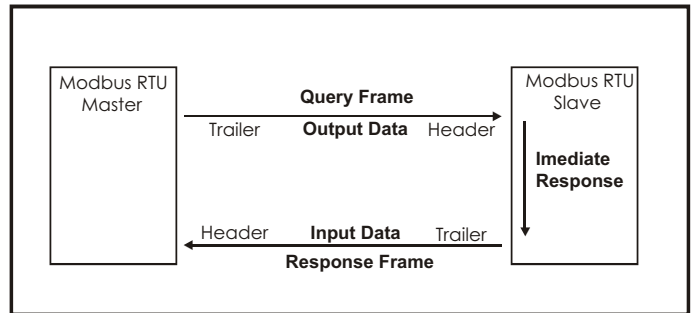 Modbus RTU
Master
Query Frame
Trailer Output Data Header
Modbus RTU
Slave
Imediate
Response
Header Input Data Trailer
Response Frame